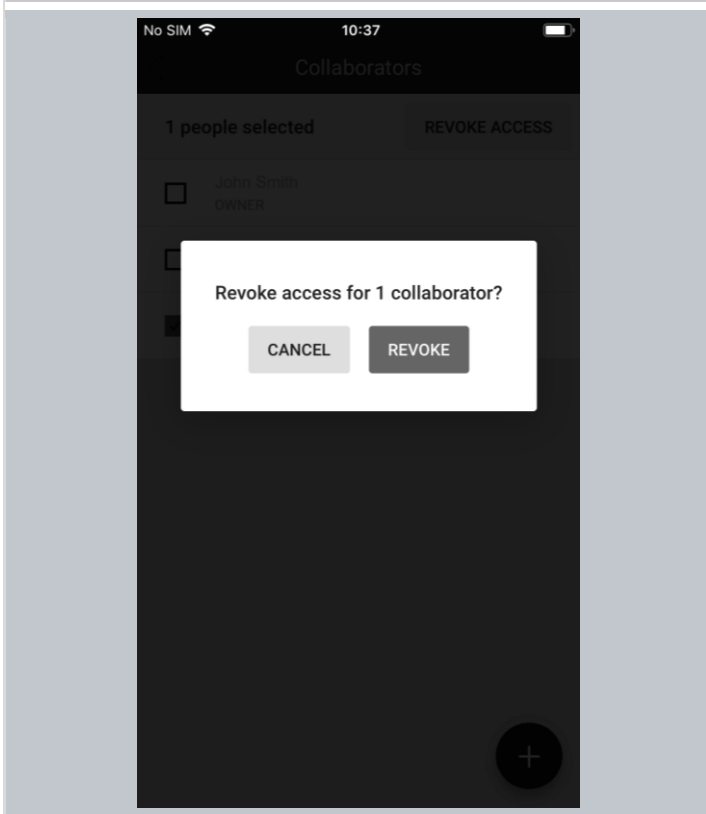 No SIM 10:37
Collaborators
1 people selected REVOKE ACCESS
John Smith
OWNER
Revoke access for 1 collaborator?
CANCEL REVOKE